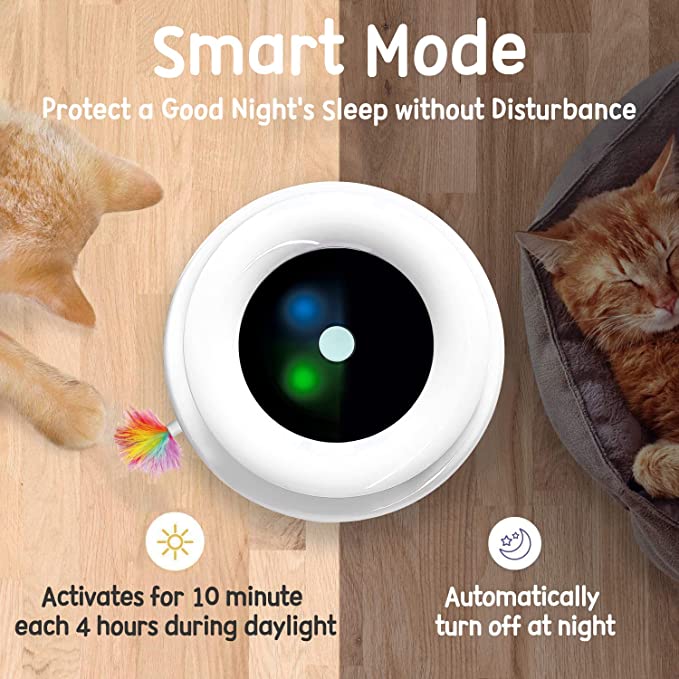 Smart Mode
Protect a Good Night's Sleep without Disturbance
Activates for 10 minute
each 4 hours during daylight
Automatically
turn off at night